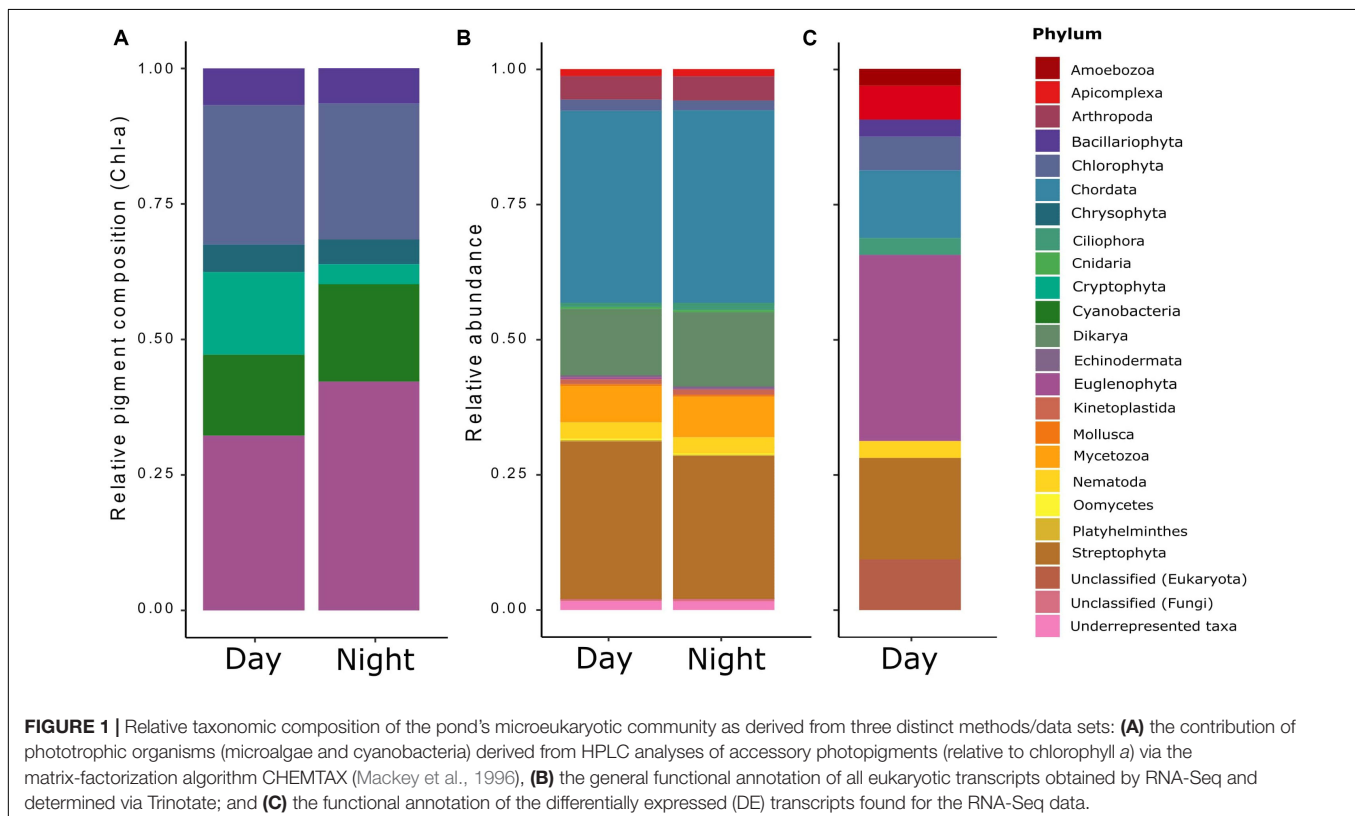 A
Relative pigment composition (Chl-a)
1.00
0.75
0.50
0.25
0.00
Day
Night
B
Relative abundance
1.00
0.75
0.50
0.25
0.00
Day
Night
C
Day
Phylum
Amoebozoa
Apicomplexa
Arthropoda
Bacillariophyta
Chlorophyta
Chordata
Chrysophyta
Ciliophora
Cnidaria
Cryptophyta
Cyanobacteria
Dikarya
Echinodermata
Euglenophyta
Kinetoplastida
Mollusca
Mycetozoa
Nematoda
Oomycetes
Platyhelminthes
Streptophyta
Unclassified (Eukaryota)
Unclassified (Fungi)
Underrepresented taxa
FIGURE 1 | Relative taxonomic composition of the pond's microeukaryotic community as derived from three distinct methods/data sets: (A) the contribution of
phototrophic organisms (microalgae and cyanobacteria) derived from HPLC analyses of accessory photopigments (relative to chlorophyll a) via the
matrix-factorization algorithm CHEMTAX (Mackey et al., 1996), (B) the general functional annotation of all eukaryotic transcripts obtained by RNA-Seq and
determined via Trinotate; and (C) the functional annotation of the differentially expressed (DE) transcripts found for the RNA-Seq data.